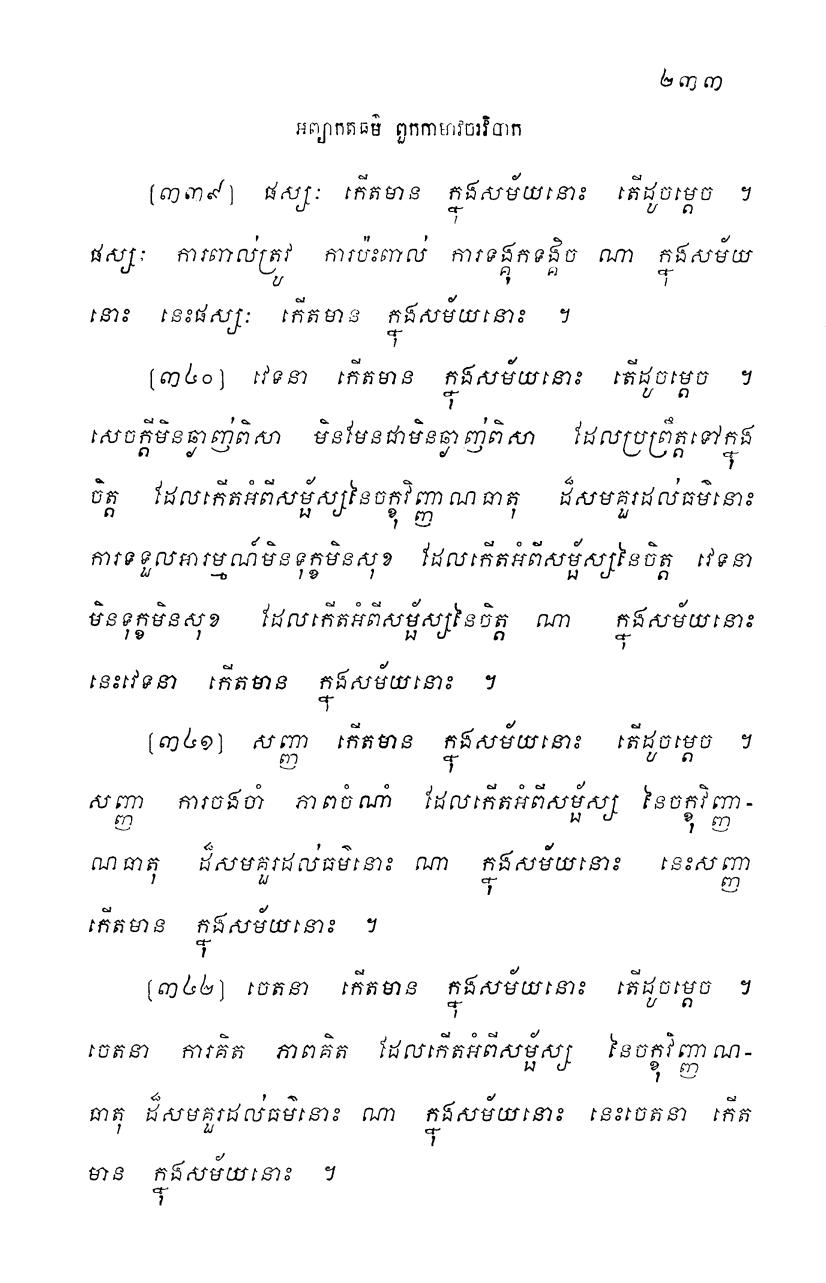 ២៣៣
អព្យាកតធម៌ ពួកកាមាវចរវិបាក
(៣៣៩) ផស្សៈ កើតមាន ក្នុងសម័យនោះ តើដូចម្តេច ។
ផស្សៈ ការពាល់ត្រូវ ការប៉ះពាល់ ការទង្គុកទង្គិច ណា ក្នុងសម័យ
នោះ នេះផស្សៈ កើតមាន ក្នុងសម័យនោះ ។
(៣៤០) វេទនា កើតមាន ក្នុងសម័យនោះ តើដូចម្តេច ។
សេចក្តីមិនឆ្ងាញ់ពិសា មិនមែនជាមិនឆ្ងាញ់ពិសា ដែលប្រព្រឹត្តទៅក្នុង
ចិត្ត ដែលកើតអំពីសម្ផ័ស្សនៃចក្ខុវិញ្ញាណធាតុ ដ៏សមគួរដល់ធម៌នោះ
ការទទួលអារម្មណ៍មិនទុក្ខមិនសុខ ដែលកើតអំពីសម្ផ័ស្សនៃចិត្ត វេទនា
មិនទុក្ខមិនសុខ ដែលកើតអំពីសម្ផ័ស្សនៃចិត្ត ណា ក្នុងសម័យនោះ
នេះវេទនា កើតមាន ក្នុងសម័យនោះ ។
(៣៤១) សញ្ញា កើតមាន ក្នុងសម័យនោះ តើដូចម្តេច ។
សញ្ញា ការចងចាំ ភាពចំណាំ ដែលកើតអំពីសម្ផ័ស្ស នៃចក្ខុវិញ្ញា-
ណធាតុ ដ៏សមគួរដល់ធម៌នោះ ណា ក្នុងសម័យនោះ នេះសញ្ញា
កើតមាន ក្នុងសម័យនោះ ។
(៣៤២) ចេតនា កើតមាន ក្នុងសម័យនោះ តើដូចម្តេច ។
ចេតនា ការគិត ភាពគិត ដែលកើតអំពីសម្ផ័ស្ស នៃចក្ខុវិញ្ញាណ-
ធាតុ ដ៏សមគួរដល់ធម៌នោះ ណា ក្នុងសម័យនោះ នេះចេតនា កើត
មាន ក្នុងសម័យនោះ ។